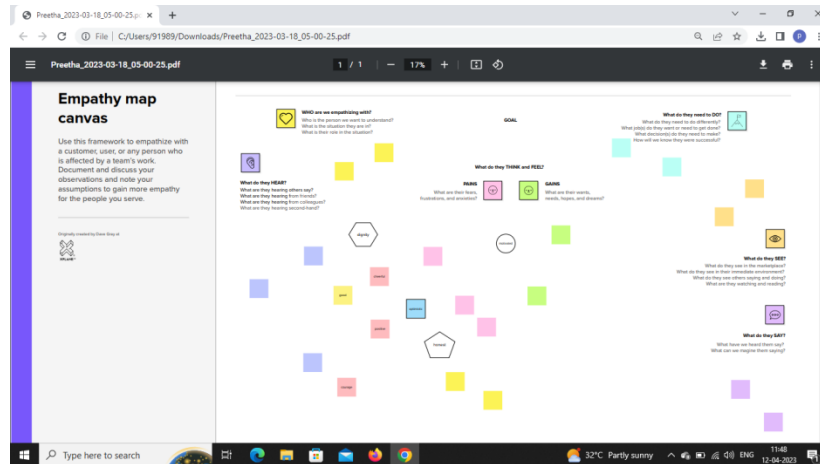 Preetha_2023-03-18_05-00-25.p
File
C:/Users/91989/Downloads/Preetha_2023-03-18_05-00-25.pdf
Preetha_2023-03-18_05-00-25.pdf
1 / 1
17%
Empathy map
canvas
Use this framework to empathize with
a customer, user, or any person who
is affected by a team's work.
Document and discuss your
observations and note your
assumptions to gain more empathy
for the people you serve.
Originally created by Dave Gray at
WHO are we empathizing with?
Who is the person we want to understand?
What is the situation they are in?
What is their role in the situation?
GOAL
What do they need to DO?
What do they need to do differently?
What job(s) do they want or need to get done?
What decision(s) do they need to make?
How will we know they were successful?
What do they HEAR?
What are they hearing others say?
What are they hearing from friends?
What are they hearing from colleagues?
What are they hearing second-hand?
What do they THINK and FEEL?
PAINS
What are their fears,
frustrations, and anxieties?
GAINS
What are their wants,
needs, hopes, and dreams?
dignity
What do they SEE?
What do they see in the marketplace?
What do they see in their immediate environment?
What do they see others saying and doing?
What are they watching and reading?
What do they SAY?
What have we heard them say?
What can we imagine them saying?
Type here to search
32°C Partly sunny
ENG
11:48
12-04-2023